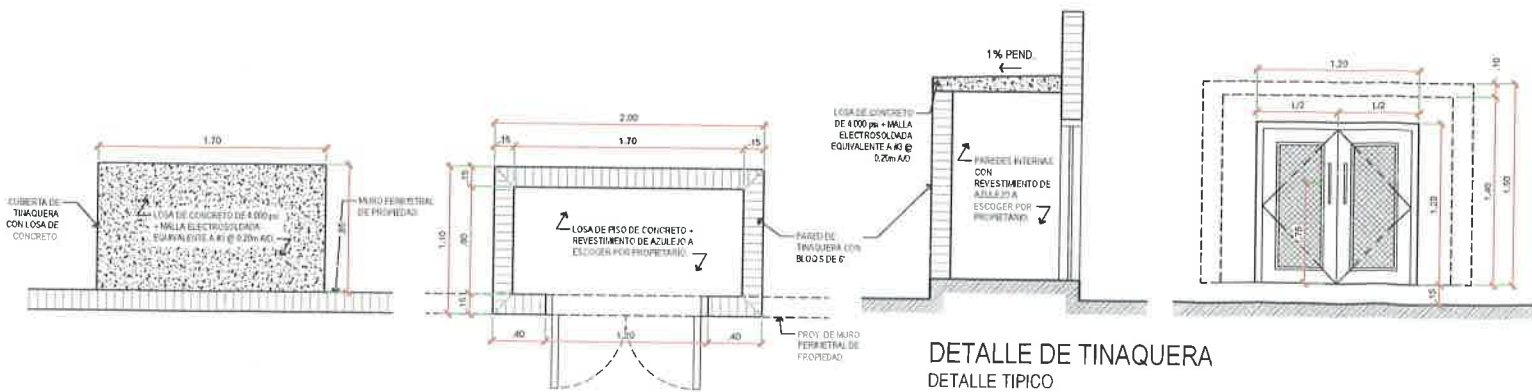 1.70
CUBIERTA DE
TINAQUERA
CON LOSA DE
CONCRETO
LOSA DE CONCRETO DE 4 000 psi
+ MALLA ELECTROSOLDADA
EQUIVALENTE A #3 @ 0.20m A/D.
MURO PERIMETRAL
DE PROPIEDAD
2.00
.15
1.70
.15
.15
1.10
.80
.15
LOSA DE PISO DE CONCRETO +
REVESTIMIENTO DE AZULEJO A
ESCOGER POR PROPIETARIO.
PARED DE
TINAQUERA CON
BLOQS DE 6"
.40
1.20
.40
PROY. DE MURO
PERIMETRAL DE
PROPIEDAD
1% PEND.
LOSA DE CONCRETO
DE 4 000 psi + MALLA
ELECTROSOLDADA
EQUIVALENTE A #3 @
0.20m A/D.
PAREDES INTERNAS
CON
REVESTIMIENTO DE
AZULEJO A
ESCOGER POR
PROPIETARIO.
1.20
L/2
L/2
.10
1.40
1.50
1.20
.75
.15
DETALLE DE TINAQUERA
DETALLE TIPICO